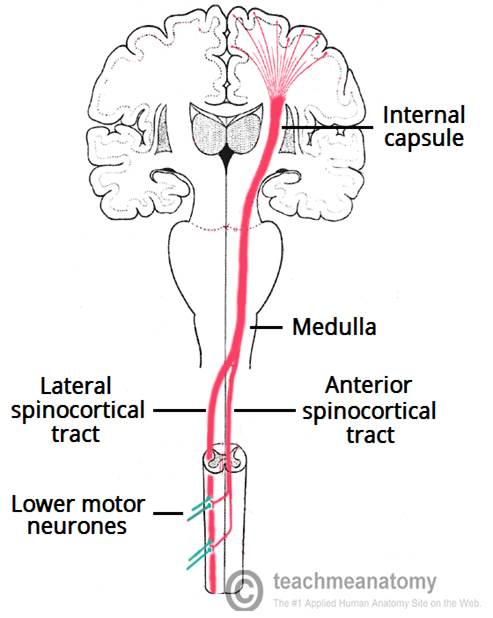 Internal
capsule
Medulla
Lateral
spinocortical
tract
Anterior
spinocortical
tract
Lower motor
neurones
© teachmeanatomy
The #1 Applied Human Anatomy Site on the Web.